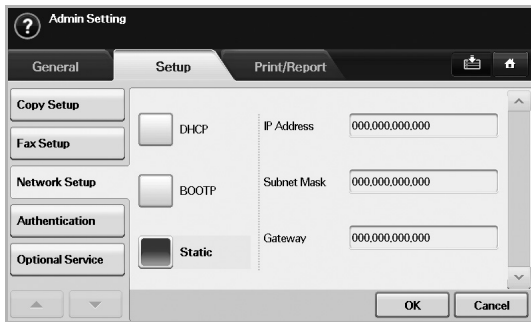 Admin Setting
General
Setup
Print/Report
Copy Setup
Fax Setup
Network Setup
Authentication
Optional Service
DHCP
BOOTP
Static
IP Address
000,000,000,000
Subnet Mask
000,000,000,000
Gateway
000,000,000,000
OK
Cancel